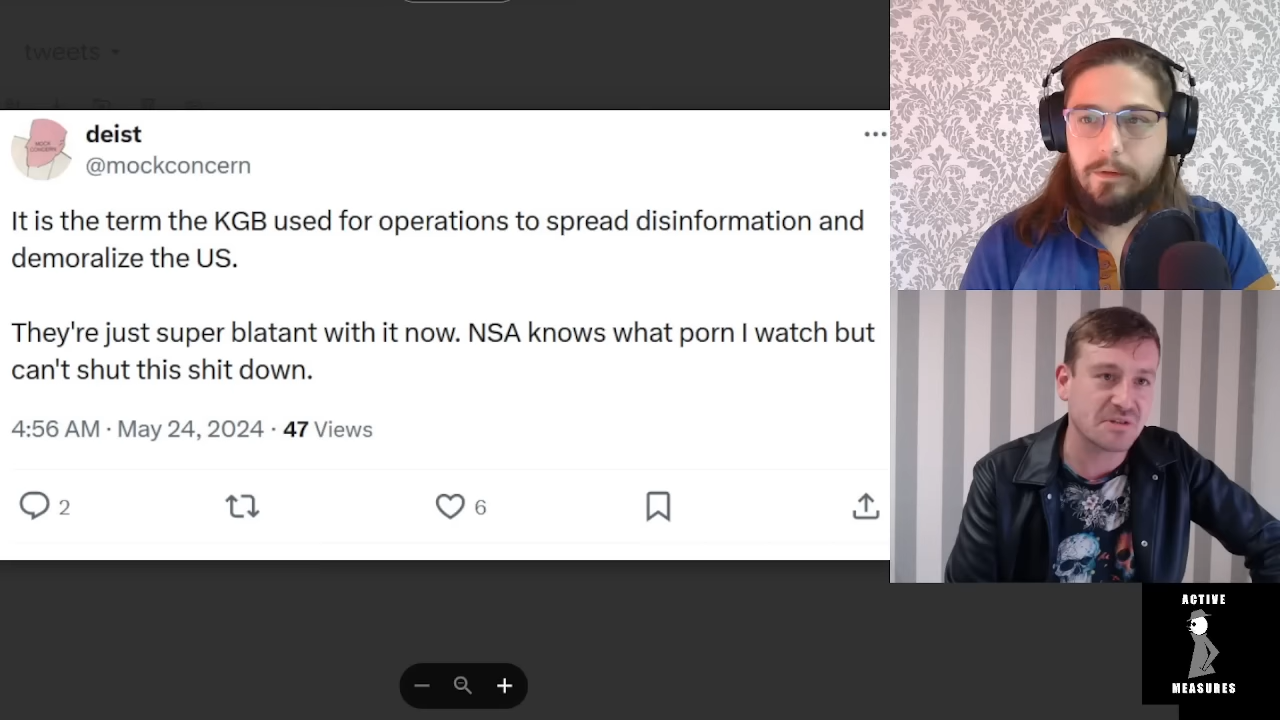 tweets
deist
@mockconcern
It is the term the KGB used for operations to spread disinformation and
demoralize the US.
They're just super blatant with it now. NSA knows what porn I watch but
can't shut this shit down.
4:56 AM · May 24, 2024 · 47 Views
2
6
ACTIVE
MEASURES